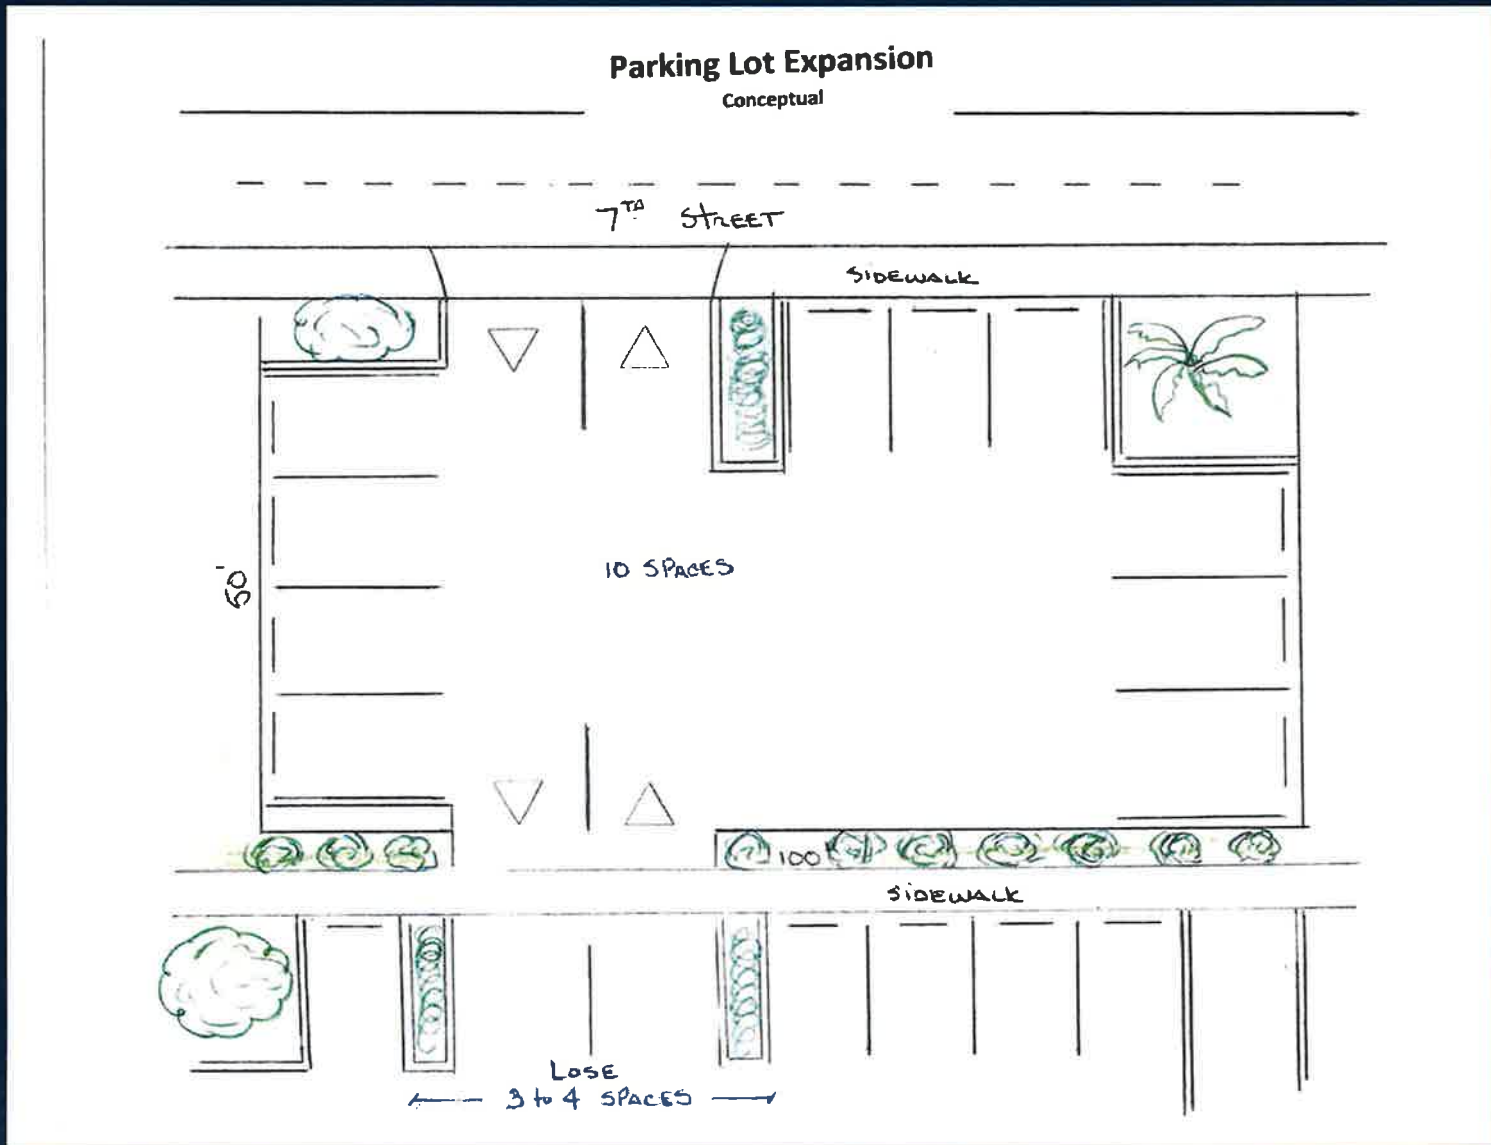 Parking Lot Expansion
Conceptual
7TH STREET
SIDEWALK
10 SPACES
50'
100'
SIDEWALK
LOSE
3 to 4 SPACES